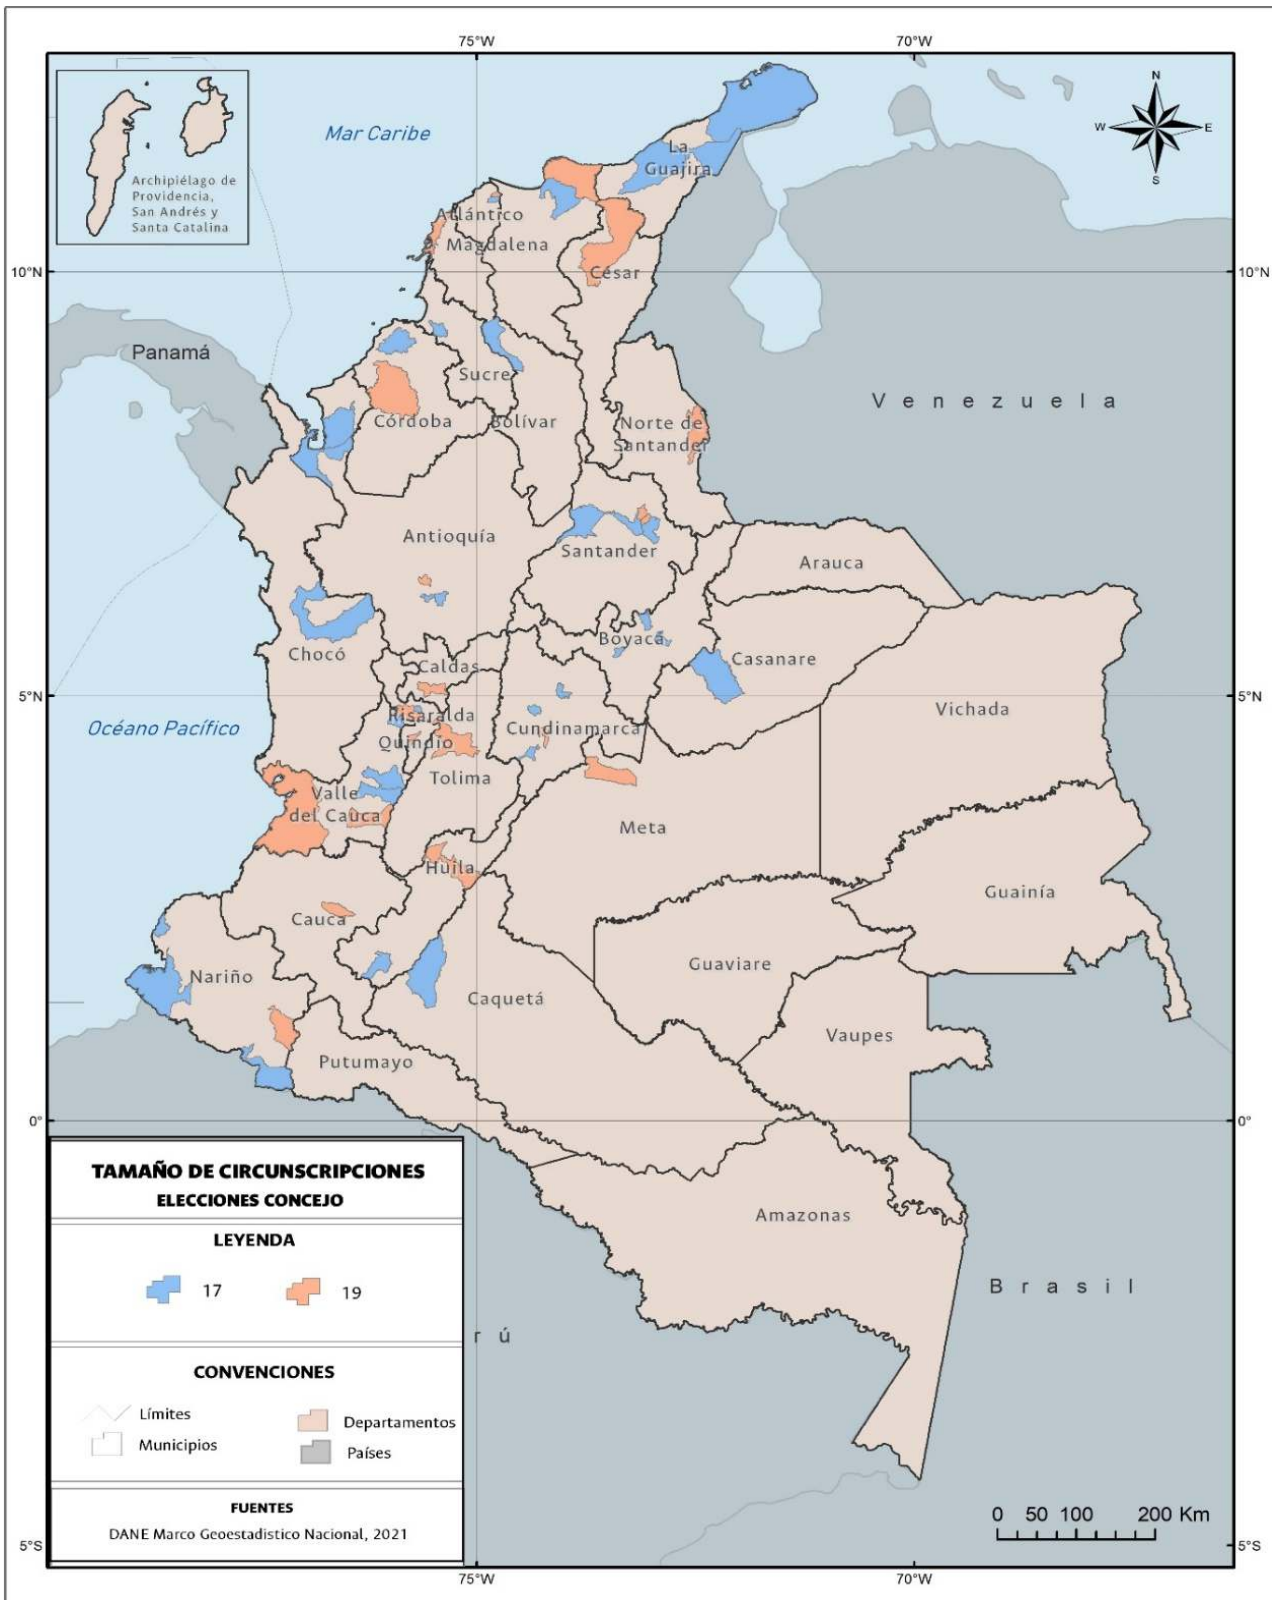 75°W
70°W
N
W
E
S
Mar Caribe
La
Guajira
Archipiélago de
Providencia,
San Andrés y
Santa Catalina
Atlántico
Magdalena
10°N
César
10°N
Panamá
Sucre
Venezuela
Córdoba
Bolívar
Norte de
Santander
Antioquía
Santander
Arauca
Chocó
Boyacá
Caldas
Casanare
5°N
5°N
Océano Pacífico
Risaralda
Vichada
Quindío
Cundinamarca
Tolima
Valle
del Cauca
Meta
Huila
Guainía
Cauca
Nariño
Guaviare
Caquetá
Vaupes
Putumayo
0°
0°
TAMAÑO DE CIRCUNSCRIPCIONES
ELECCIONES CONCEJO
Amazonas
LEYENDA
17
19
Brasil
rú
CONVENCIONES
Límites
Departamentos
Municipios
Países
FUENTES
DANE Marco Geoestadistico Nacional, 2021
0 50 100 200 Km
5°S
5°S
75°W
70°W